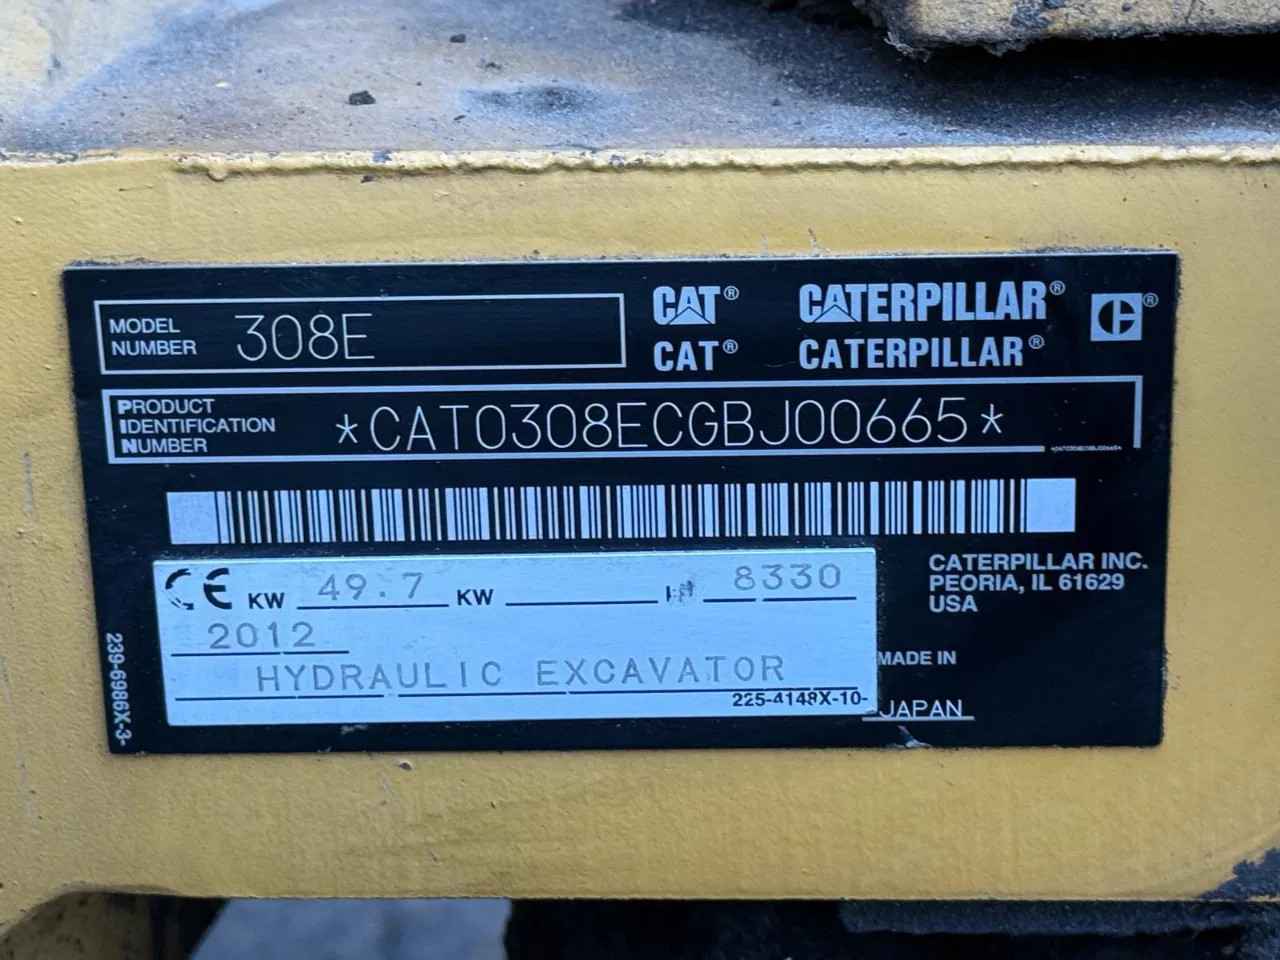 MODEL NUMBER 308E
CAT® CATERPILLAR® ®
CAT® CATERPILLAR®
PRODUCT IDENTIFICATION NUMBER *CAT0308ECGBJ00665*
*CAT0308ECGBJ00665*
CE KW 49.7 KW 8330
2012
HYDRAULIC EXCAVATOR
225-4148X-10-
CATERPILLAR INC.
PEORIA, IL 61629
USA
MADE IN
JAPAN
239-6986X-3-